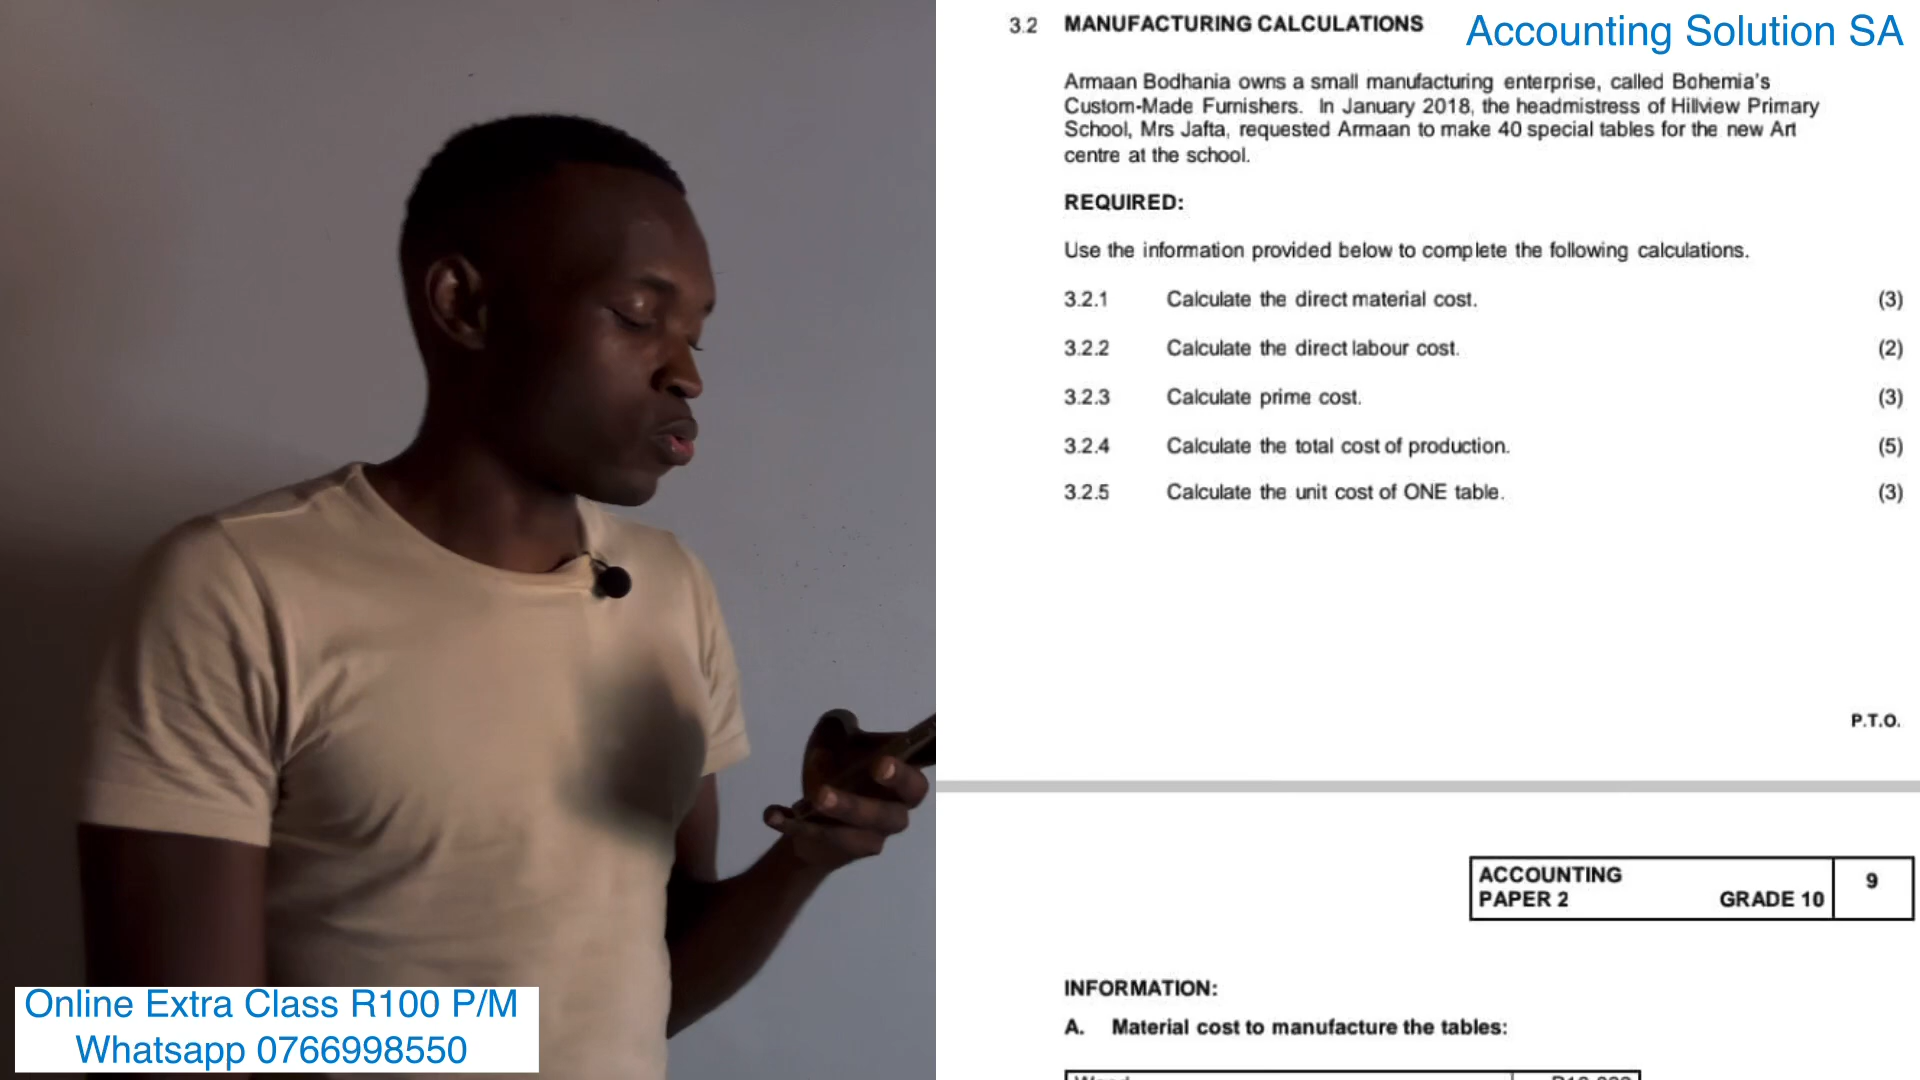 3.2 MANUFACTURING CALCULATIONS
Accounting Solution SA
Armaan Bodhania owns a small manufacturing enterprise, called Bohemia's
Custom-Made Furnishers. In January 2018, the headmistress of Hillview Primary
School, Mrs Jafta, requested Armaan to make 40 special tables for the new Art
centre at the school.
REQUIRED:
Use the information provided below to complete the following calculations.
3.2.1 Calculate the direct material cost. (3)
3.2.2 Calculate the direct labour cost. (2)
3.2.3 Calculate prime cost. (3)
3.2.4 Calculate the total cost of production. (5)
3.2.5 Calculate the unit cost of ONE table. (3)
P.T.O.
ACCOUNTING
PAPER 2 GRADE 10
9
INFORMATION:
A. Material cost to manufacture the tables:
Online Extra Class R100 P/M
Whatsapp 0766998550